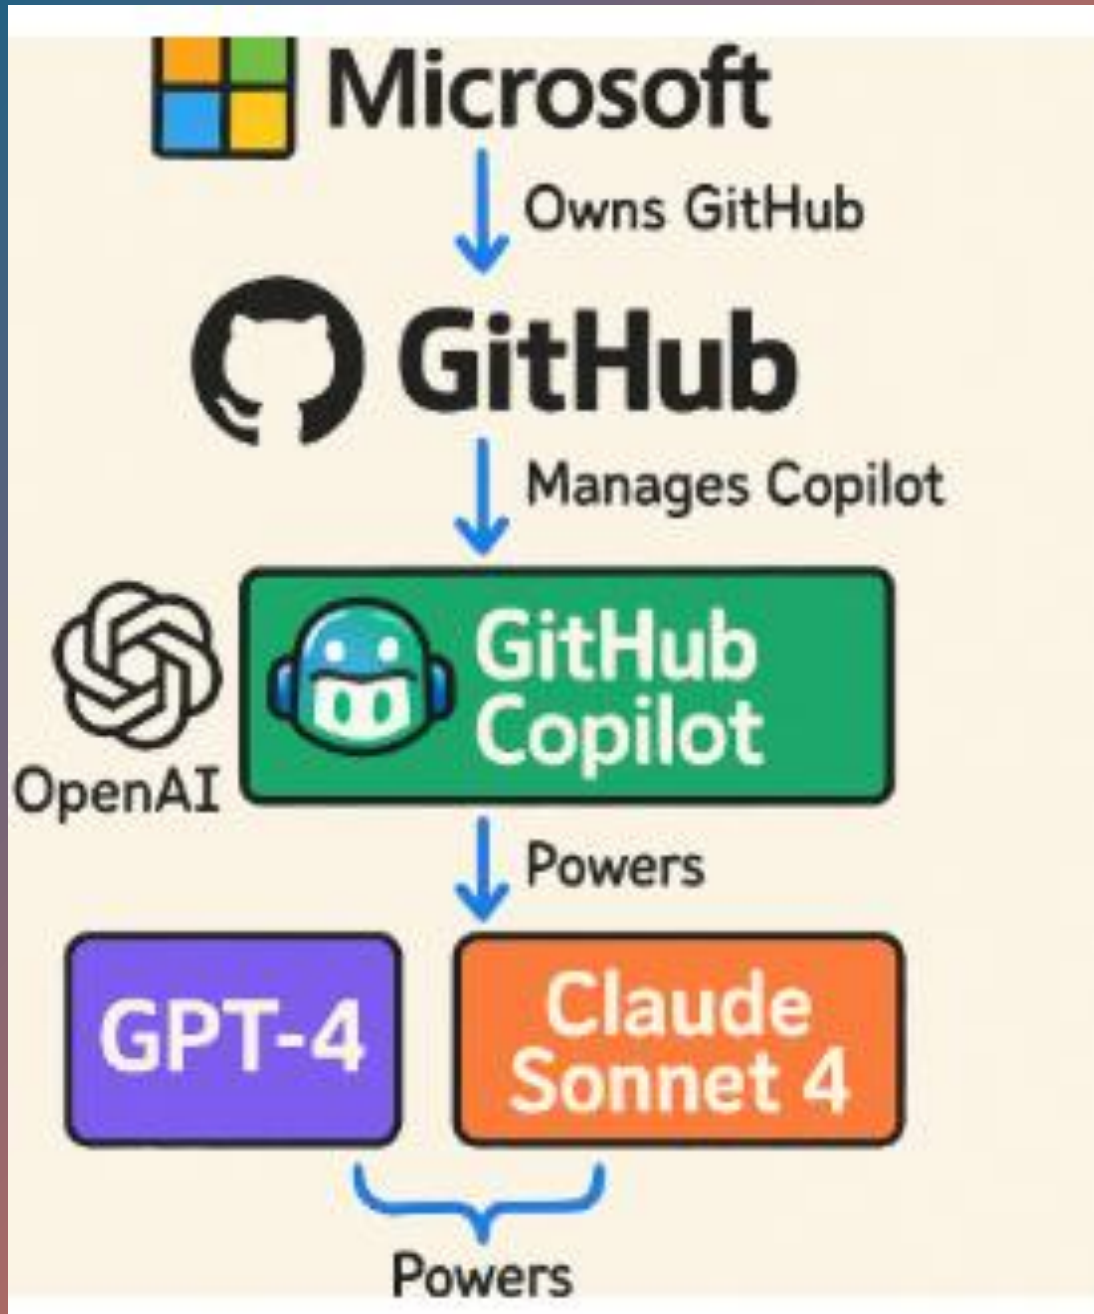 Microsoft
Owns GitHub
GitHub
Manages Copilot
OpenAI
GitHub
Copilot
Powers
GPT-4
Claude
Sonnet 4
Powers